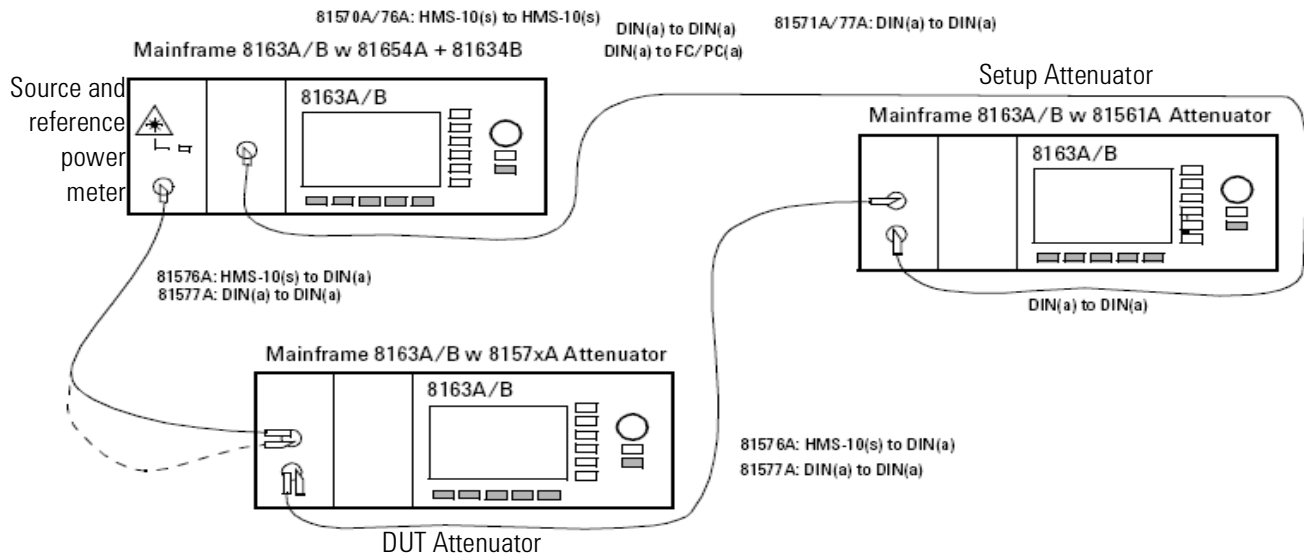 81570A/76A: HMS-10(s) to HMS-10(s)
DIN(a) to DIN(a)
DIN(a) to FC/PC(a)
81571A/77A: DIN(a) to DIN(a)
Mainframe 8163A/B w 81654A + 81634B
Source and
reference
power
meter
8163A/B
Setup Attenuator
Mainframe 8163A/B w 81561A Attenuator
8163A/B
81576A: HMS-10(s) to DIN(a)
81577A: DIN(a) to DIN(a)
DIN(a) to DIN(a)
Mainframe 8163A/B w 8157xA Attenuator
8163A/B
81576A: HMS-10(s) to DIN(a)
81577A: DIN(a) to DIN(a)
DUT Attenuator